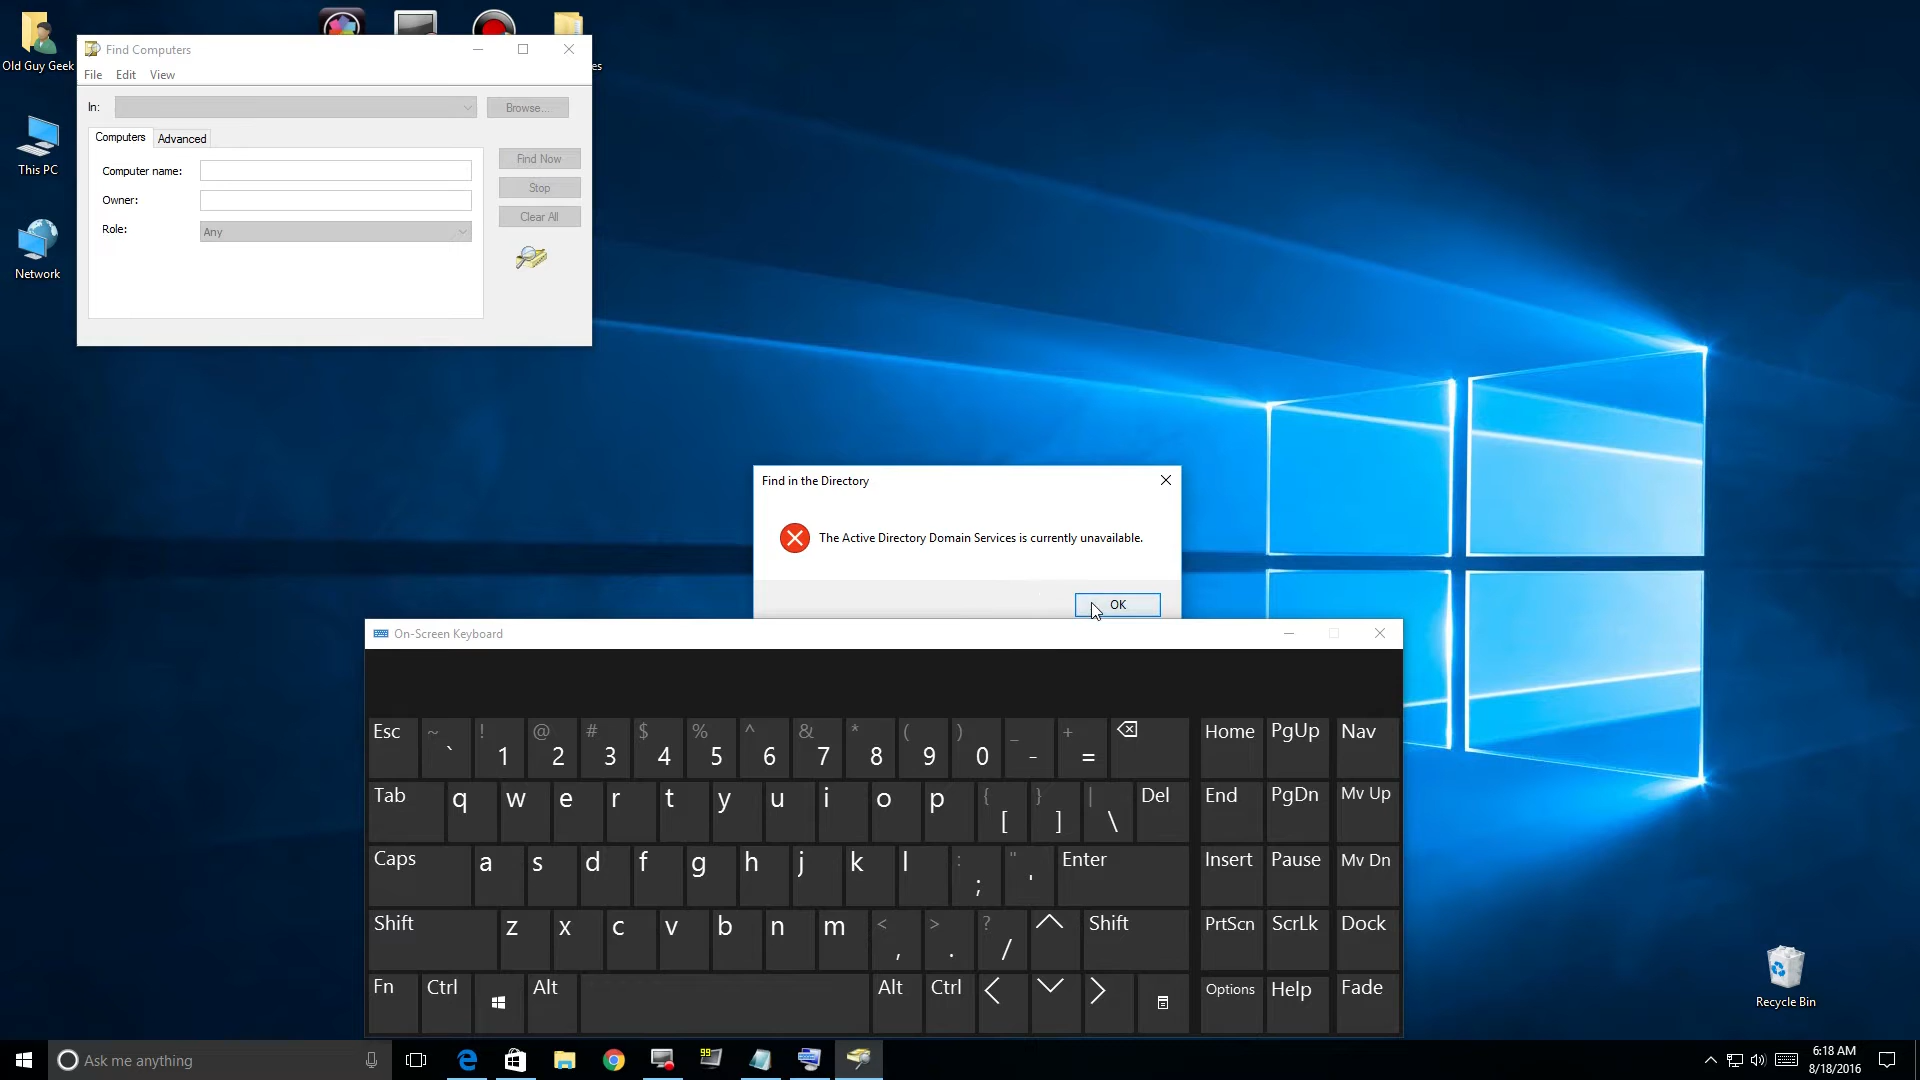 Old Guy Geek
This PC
Network
es
Find Computers
File Edit View
In:
Browse...
Computers Advanced
Computer name:
Owner:
Role:
Any
Find Now
Stop
Clear All
Find in the Directory
The Active Directory Domain Services is currently unavailable.
OK
On-Screen Keyboard
Esc ~ ` ! 1 @ 2 # 3 $ 4 % 5 ^ 6 & 7 * 8 ( 9 ) 0 _ - + = Home PgUp Nav
Tab q w e r t y u i o p { [ } ] | \ Del End PgDn Mv Up
Caps a s d f g h j k l : ; " ' Enter Insert Pause Mv Dn
Shift z x c v b n m < , > . ? / Shift PrtScn ScrLk Dock
Fn Ctrl Alt Alt Ctrl Options Help Fade
Recycle Bin
Ask me anything
99
6:18 AM
8/18/2016